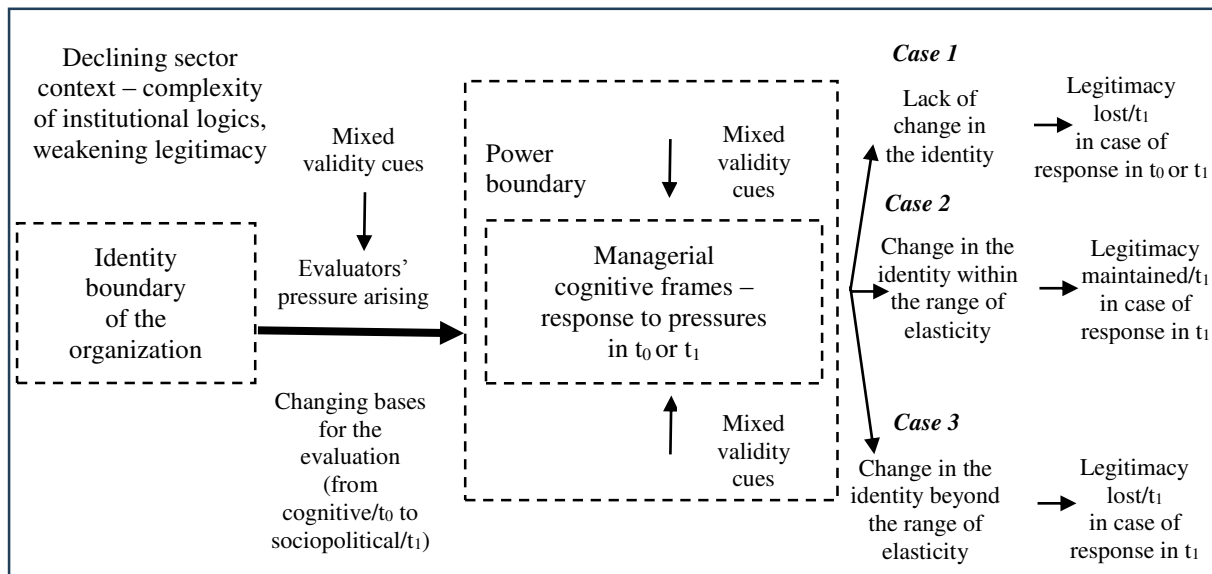 Declining sector
context – complexity
of institutional logics,
weakening legitimacy
Identity
boundary
of the
organization
Mixed
validity cues
Evaluators’
pressure arising
Changing bases
for the
evaluation
(from
cognitive/t₀ to
sociopolitical/t₁)
Power
boundary
Mixed
validity
cues
Managerial
cognitive frames –
response to pressures
in t₀ or t₁
Mixed
validity
cues
Case 1
Lack of
change in
the identity
Legitimacy
lost/t₁
in case of
response in t₀ or t₁
Case 2
Change in the
identity within
the range of
elasticity
Legitimacy
maintained/t₁
in case of
response in t₁
Case 3
Change in the
identity beyond
the range of
elasticity
Legitimacy
lost/t₁
in case of
response in t₁